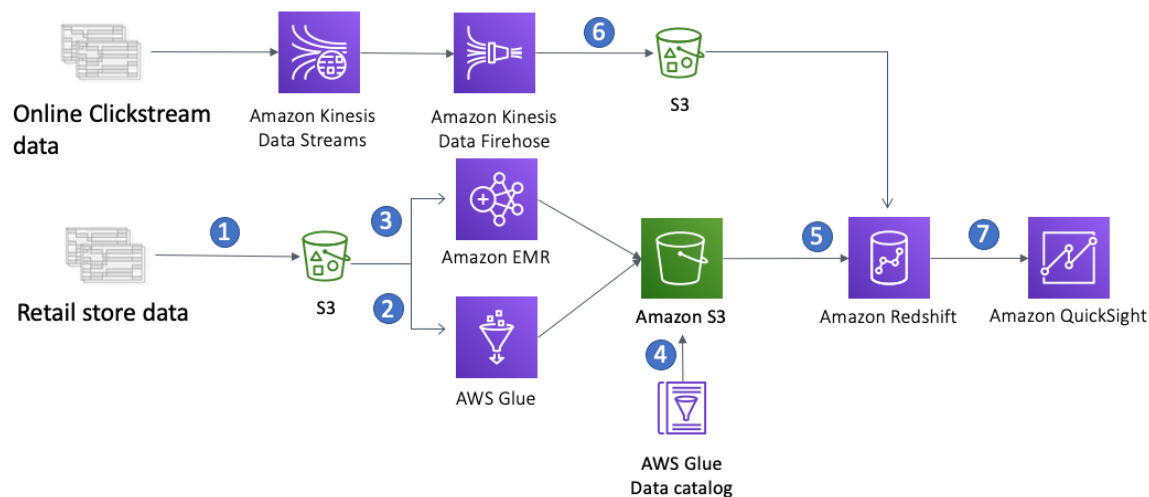 6
Online Clickstream
data
Amazon Kinesis
Data Streams
Amazon Kinesis
Data Firehose
S3
1
3
Amazon EMR
5
7
Retail store data
S3
2
Amazon S3
Amazon Redshift
Amazon QuickSight
4
AWS Glue
AWS Glue
Data catalog